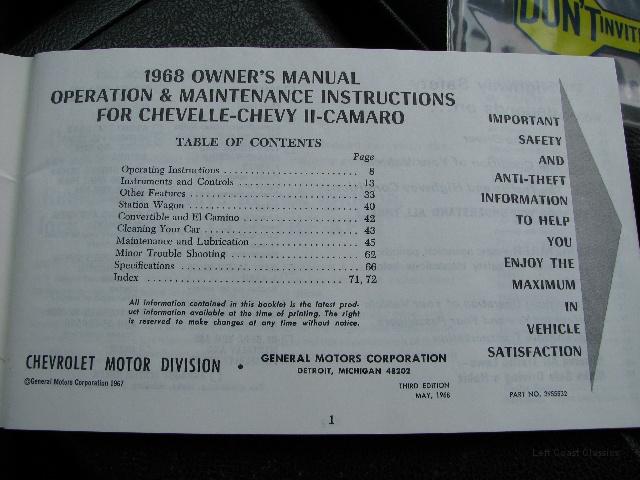 DON'T INVITE
1968 OWNER'S MANUAL
OPERATION & MAINTENANCE INSTRUCTIONS
FOR CHEVELLE-CHEVY II-CAMARO
TABLE OF CONTENTS
Page
Operating Instructions . . . . . . . . . . . . . . . . . . . . . . . 8
Instruments and Controls . . . . . . . . . . . . . . . . . . . . . 13
Other Features . . . . . . . . . . . . . . . . . . . . . . . . . . . . 33
Station Wagon . . . . . . . . . . . . . . . . . . . . . . . . . . . . 40
Convertible and El Camino . . . . . . . . . . . . . . . . . . . . 42
Cleaning Your Car . . . . . . . . . . . . . . . . . . . . . . . . . 43
Maintenance and Lubrication . . . . . . . . . . . . . . . . . . 45
Minor Trouble Shooting . . . . . . . . . . . . . . . . . . . . . . 62
Specifications . . . . . . . . . . . . . . . . . . . . . . . . . . . . 66
Index . . . . . . . . . . . . . . . . . . . . . . . . . . . . . . . 71, 72
All information contained in this booklet is the latest prod-
uct information available at the time of printing. The right
is reserved to make changes at any time without notice.
CHEVROLET MOTOR DIVISION •
GENERAL MOTORS CORPORATION
DETROIT, MICHIGAN 48202
©General Motors Corporation 1967
THIRD EDITION
MAY, 1968
1
IMPORTANT
SAFETY
AND
ANTI-THEFT
INFORMATION
TO HELP
YOU
ENJOY THE
MAXIMUM
IN
VEHICLE
SATISFACTION
PART NO. 3955532
Left Coast Classics